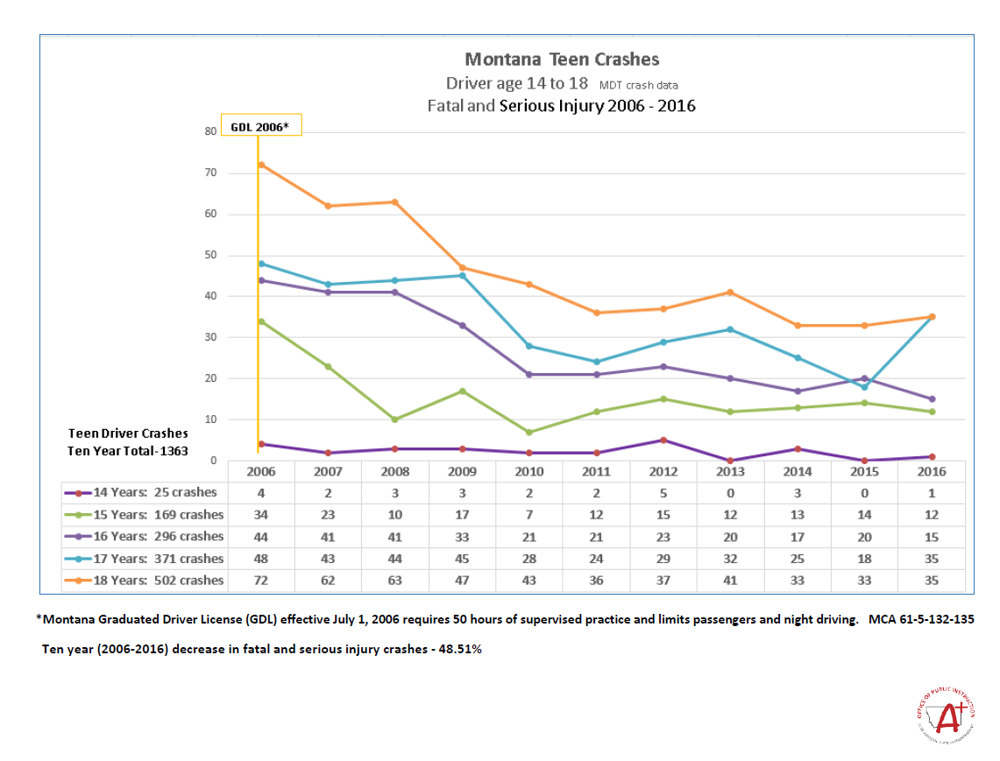 Montana Teen Crashes
Driver age 14 to 18 MDT crash data
Fatal and Serious Injury 2006 - 2016
GDL 2006*
80
70
60
50
40
30
20
10
0
Teen Driver Crashes
Ten Year Total- 1363
2006 2007 2008 2009 2010 2011 2012 2013 2014 2015 2016
14 Years: 25 crashes 4 2 3 3 2 2 5 0 3 0 1
15 Years: 169 crashes 34 23 10 17 7 12 15 12 13 14 12
16 Years: 296 crashes 44 41 41 33 21 21 23 20 17 20 15
17 Years: 371 crashes 48 43 44 45 28 24 29 32 25 18 35
18 Years: 502 crashes 72 62 63 47 43 36 37 41 33 33 35
*Montana Graduated Driver License (GDL) effective July 1, 2006 requires 50 hours of supervised practice and limits passengers and night driving. MCA 61-5-132-135
Ten year (2006-2016) decrease in fatal and serious injury crashes - 48.51%
OFFICE OF PUBLIC INSTRUCTION
A+